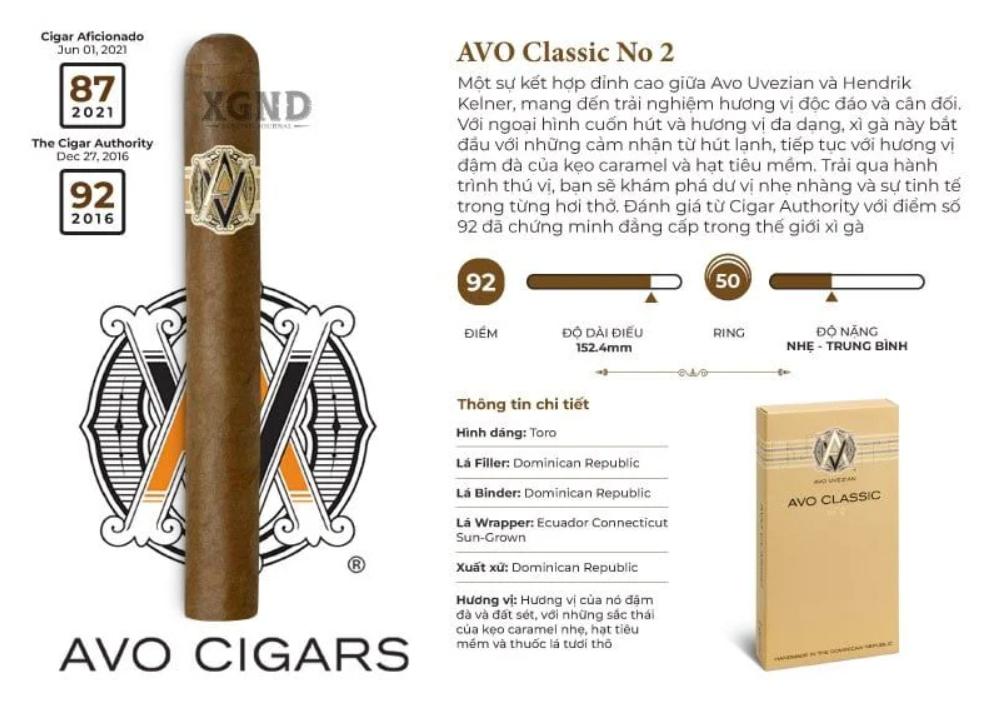 Cigar Aficionado
Jun 01, 2021
87
2021
The Cigar Authority
Dec 27, 2016
92
2016
XGND
AVO CIGARS
®
AVO Classic No 2
Một sự kết hợp đỉnh cao giữa Avo Uvezian và Hendrik
Kelner, mang đến trải nghiệm hương vị độc đáo và cân đối.
Với ngoại hình cuốn hút và hương vị đa dạng, xì gà này bắt
đầu với những cảm nhận từ hút lạnh, tiếp tục với hương vị
đậm đà của kẹo caramel và hạt tiêu mềm. Trải qua hành
trình thú vị, bạn sẽ khám phá dư vị nhẹ nhàng và sự tinh tế
trong từng hơi thở. Đánh giá từ Cigar Authority với điểm số
92 đã chứng minh đẳng cấp trong thế giới xì gà
92
50
ĐIỂM
ĐỘ DÀI ĐIẾU
152.4mm
RING
ĐỘ NẶNG
NHẸ - TRUNG BÌNH
Thông tin chi tiết
Hình dáng: Toro
Lá Filler: Dominican Republic
Lá Binder: Dominican Republic
Lá Wrapper: Ecuador Connecticut
Sun-Grown
Xuất xứ: Dominican Republic
Hương vị: Hương vị của nó đậm
đà và đất sét, với những sắc thái
của kẹo caramel nhẹ, hạt tiêu
mềm và thuốc lá tươi thô
AVO UVEZIAN
AVO CLASSIC
HANDMADE IN THE DOMINICAN REPUBLIC